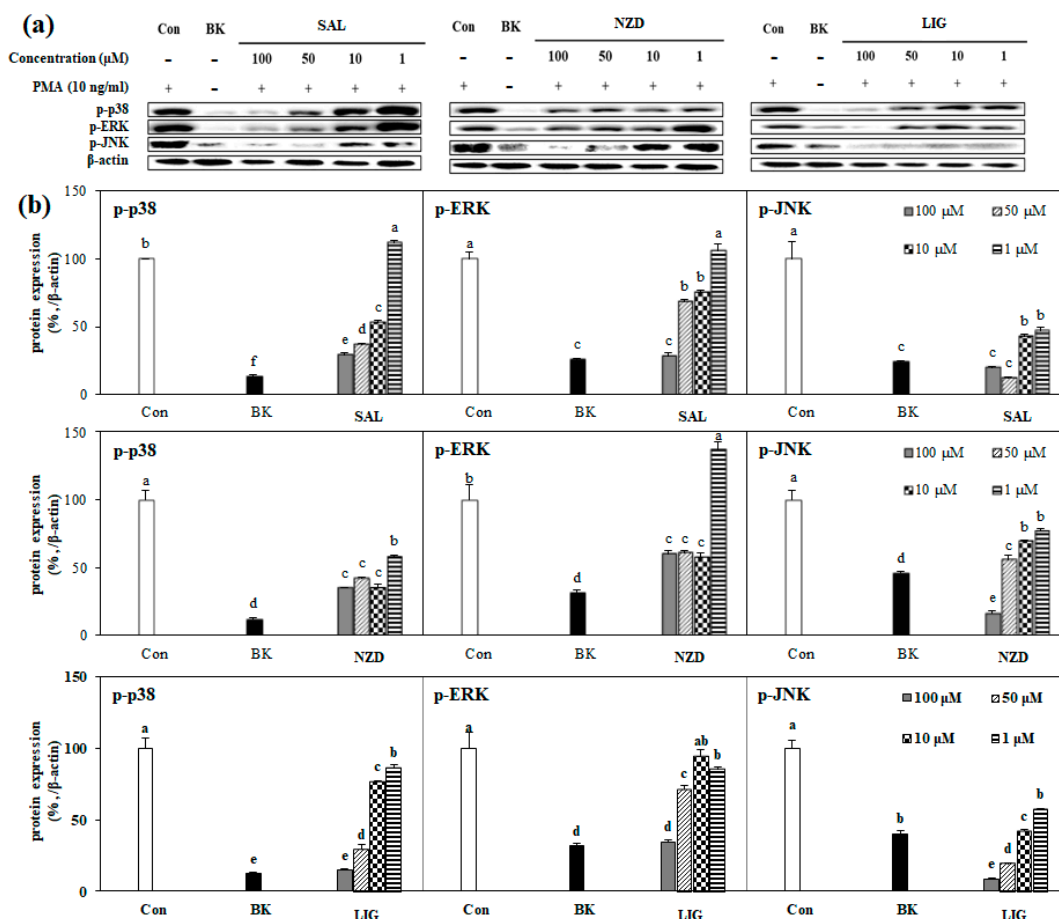 (a)
Con BK SAL
Concentration (μM) – – 100 50 10 1
PMA (10 ng/ml) + – + + + +
Con BK NZD
– – 100 50 10 1
+ – + + + +
Con BK LIG
– – 100 50 10 1
+ – + + + +
p-p38
p-ERK
p-JNK
β-actin
(b)
protein expression
(% ,/β-actin)
150
100
50
0
p-p38
b
f
e
d
c
a
Con BK SAL
p-ERK
a
c
c
b
b
a
Con BK SAL
p-JNK
100 μM 50 μM
10 μM 1 μM
a
c
c
c
b
b
Con BK SAL
protein expression
(% ,/β-actin)
150
100
50
0
p-p38
a
d
c
c
c
b
Con BK NZD
p-ERK
b
d
c
c
c
a
Con BK NZD
p-JNK
100 μM 50 μM
10 μM 1 μM
a
d
e
c
b
b
Con BK NZD
protein expression
(% ,/β-actin)
150
100
50
0
p-p38
a
e
e
d
c
b
Con BK LIG
p-ERK
a
d
d
c
ab
b
Con BK LIG
p-JNK
100 μM 50 μM
10 μM 1 μM
a
b
e
d
c
b
Con BK LIG